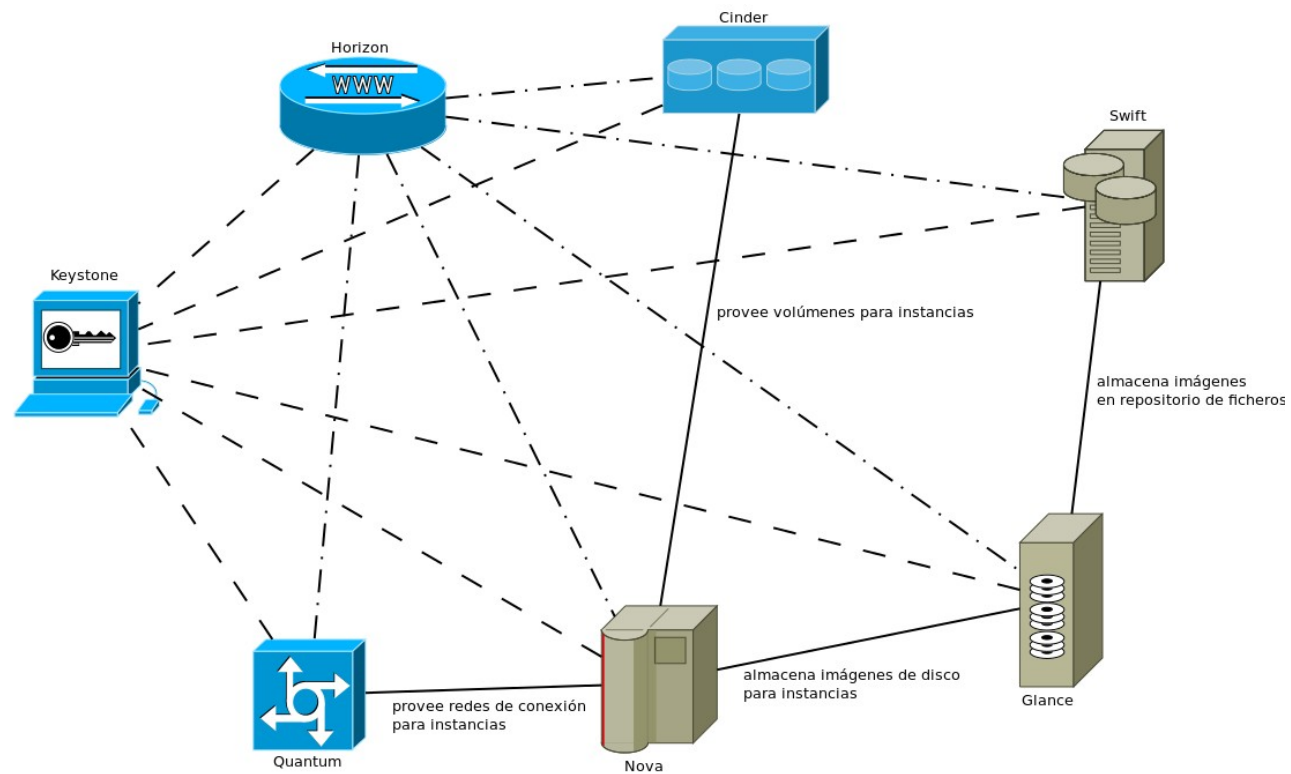 Cinder
Horizon
WWW
Swift
Keystone
provee volúmenes para instancias
almacena imágenes
en repositorio de ficheros
almacena imágenes de disco
para instancias
Glance
provee redes de conexión
para instancias
Quantum
Nova